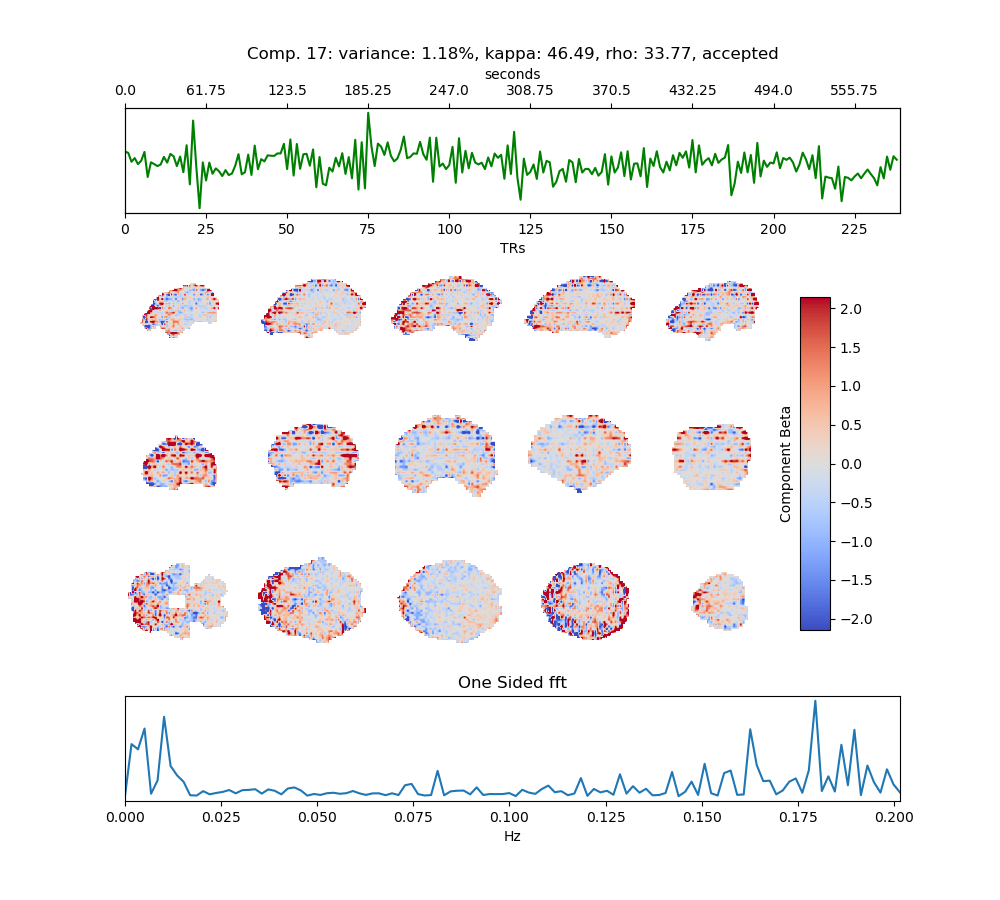 Comp. 17: variance: 1.18%, kappa: 46.49, rho: 33.77, accepted
seconds
0.0 61.75 123.5 185.25 247.0 308.75 370.5 432.25 494.0 555.75
0 25 50 75 100 125 150 175 200 225
TRs
2.0
1.5
1.0
0.5
0.0
−0.5
−1.0
−1.5
−2.0
Component Beta
One Sided fft
0.000 0.025 0.050 0.075 0.100 0.125 0.150 0.175 0.200
Hz